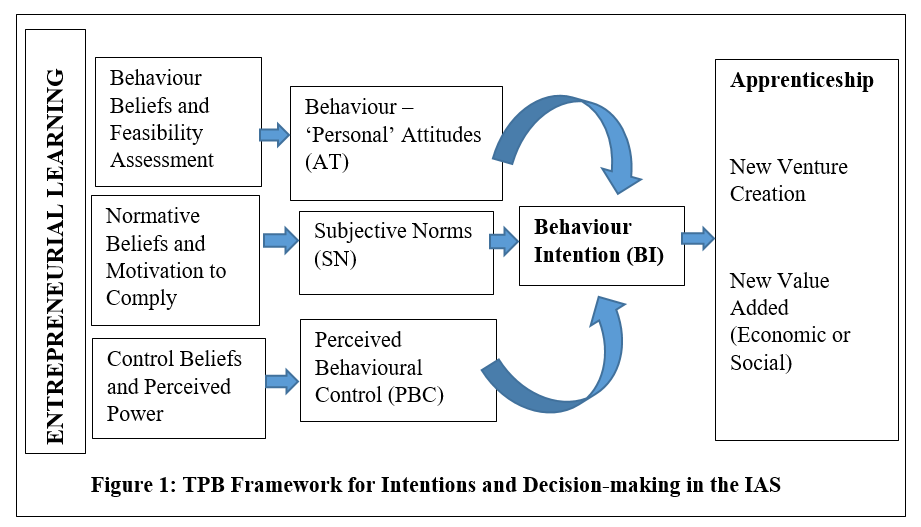 ENTREPRENEURIAL LEARNING
Behaviour
Beliefs and
Feasibility
Assessment
Behaviour –
‘Personal’ Attitudes
(AT)
Normative
Beliefs and
Motivation to
Comply
Subjective Norms
(SN)
Control Beliefs
and Perceived
Power
Perceived
Behavioural
Control (PBC)
Behaviour
Intention (BI)
Apprenticeship
New Venture
Creation
New Value
Added
(Economic or
Social)
Figure 1: TPB Framework for Intentions and Decision-making in the IAS